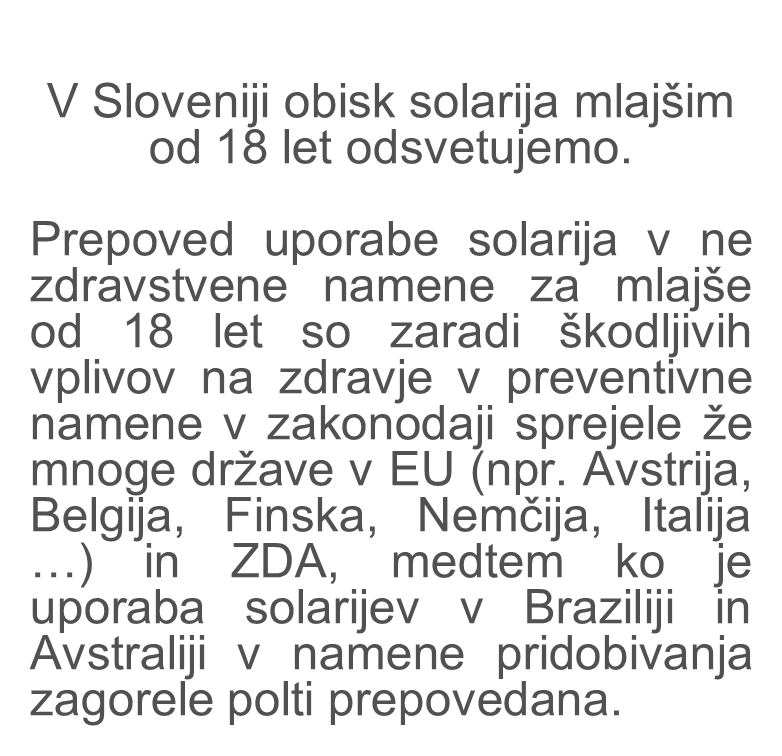 V Sloveniji obisk solarija mlajšim
od 18 let odsvetujemo.
Prepoved uporabe solarija v ne
zdravstvene namene za mlajše
od 18 let so zaradi škodljivih
vplivov na zdravje v preventivne
namene v zakonodaji sprejele že
mnoge države v EU (npr. Avstrija,
Belgija, Finska, Nemčija, Italija
…) in ZDA, medtem ko je
uporaba solarijev v Braziliji in
Avstraliji v namene pridobivanja
zagorele polti prepovedana.